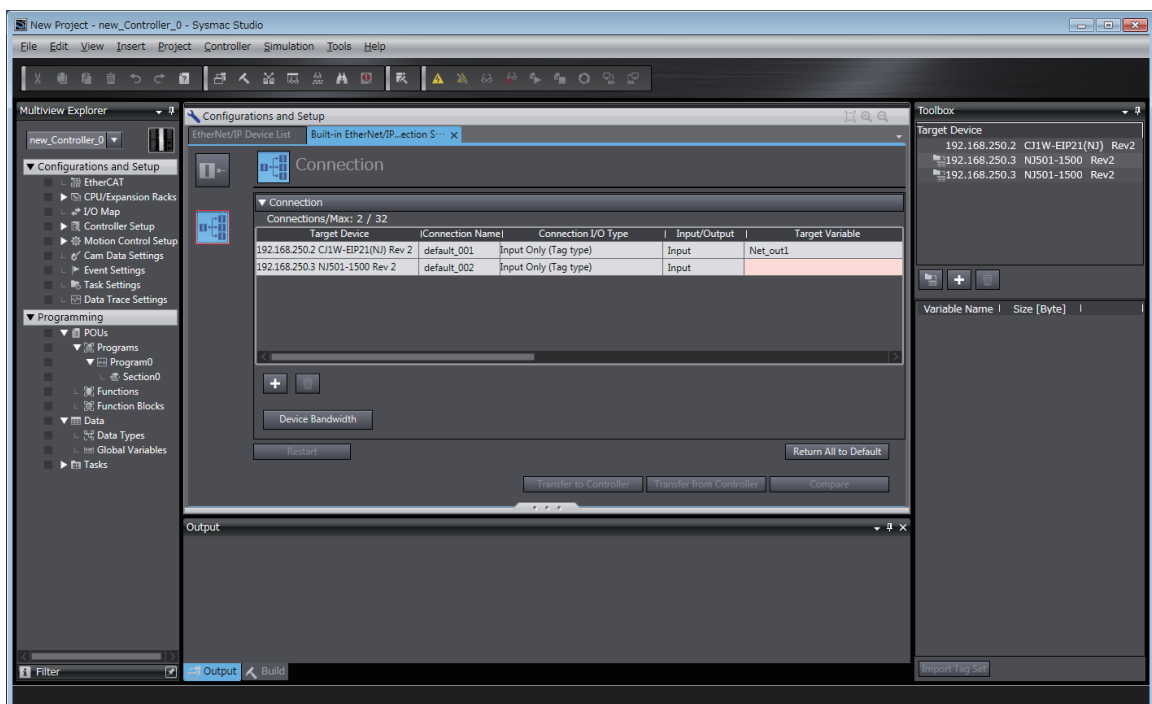 New Project - new_Controller_0 - Sysmac Studio
File Edit View Insert Project Controller Simulation Tools Help
Multiview Explorer
new_Controller_0
Configurations and Setup
EtherCAT
CPU/Expansion Racks
I/O Map
Controller Setup
Motion Control Setup
Cam Data Settings
Event Settings
Task Settings
Data Trace Settings
Programming
POUs
Programs
Program0
Section0
Functions
Function Blocks
Data
Data Types
Global Variables
Tasks
Filter
Configurations and Setup
EtherNet/IP Device List Built-in EtherNet/IP...ection S···
Connection
Connection
Connections/Max: 2 / 32
Target Device Connection Name Connection I/O Type Input/Output Target Variable
192.168.250.2 CJ1W-EIP21(NJ) Rev 2 default_001 Input Only (Tag type) Input Net_out1
192.168.250.3 NJ501-1500 Rev 2 default_002 Input Only (Tag type) Input
Device Bandwidth
Restart Return All to Default
Transfer to Controller Transfer from Controller Compare
Output
Output Build
Toolbox
Target Device
192.168.250.2 CJ1W-EIP21(NJ) Rev2
192.168.250.3 NJ501-1500 Rev2
192.168.250.3 NJ501-1500 Rev2
Variable Name Size [Byte]
Import Tag Set